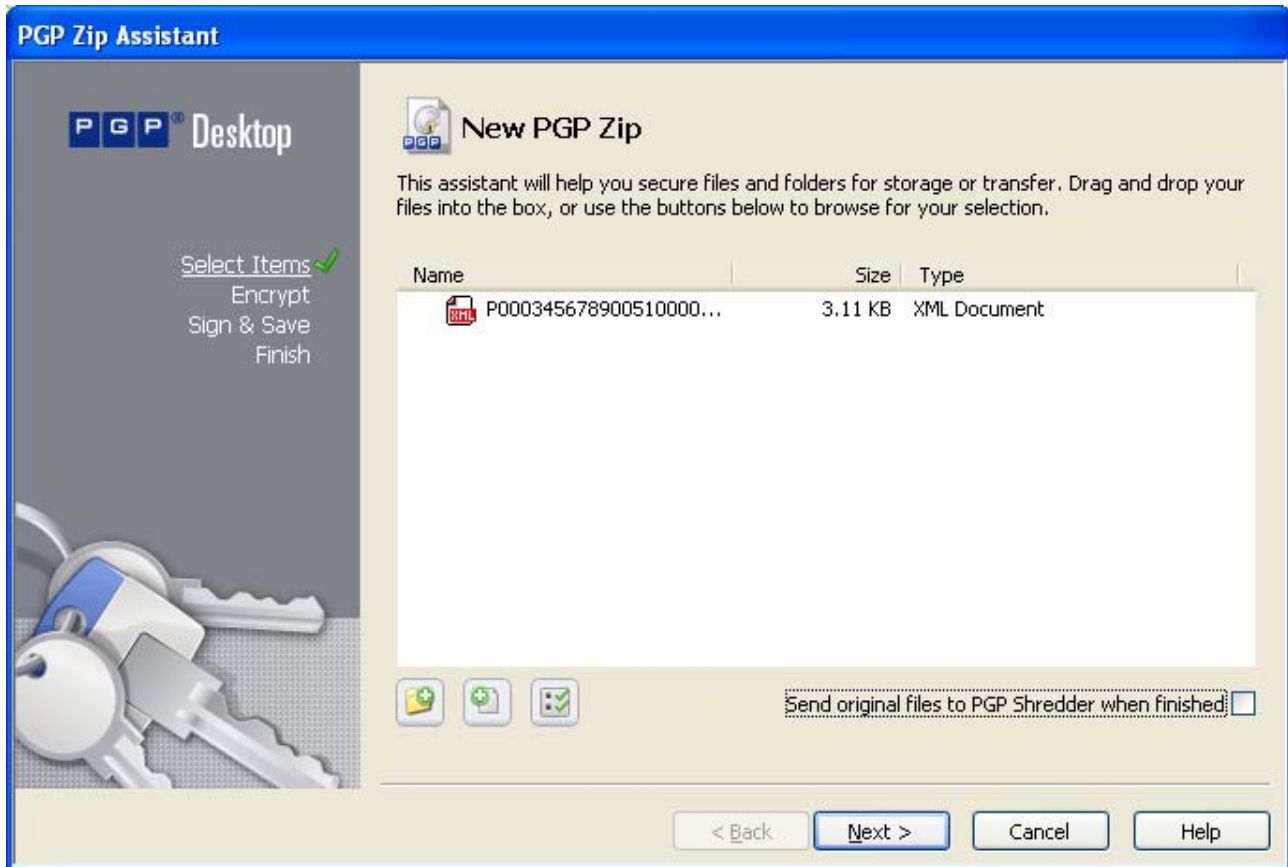 PGP Zip Assistant
PGP® Desktop
Select Items
Encrypt
Sign & Save
Finish
New PGP Zip
This assistant will help you secure files and folders for storage or transfer. Drag and drop your
files into the box, or use the buttons below to browse for your selection.
Name Size Type
XML P000345678900510000... 3.11 KB XML Document
Send original files to PGP Shredder when finished
< Back Next > Cancel Help